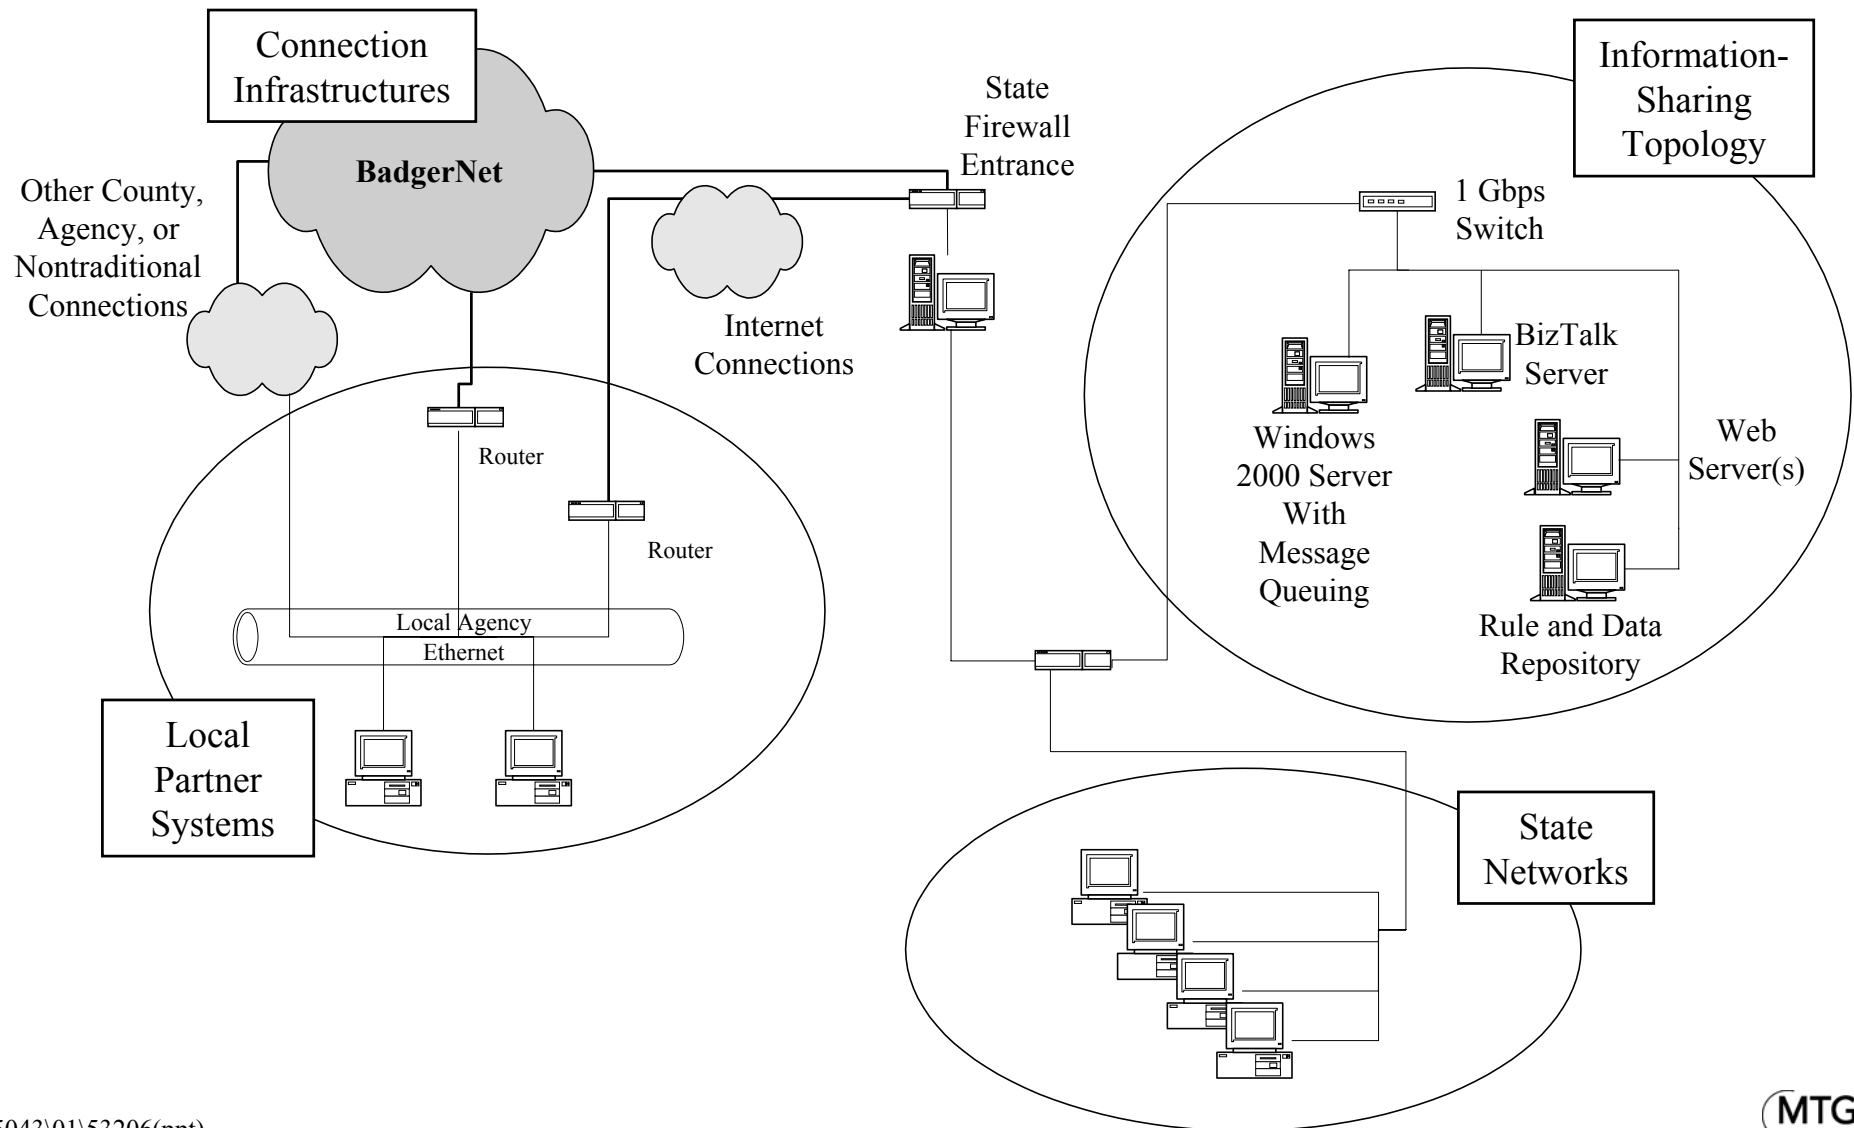 Connection
Infrastructures
BadgerNet
State
Firewall
Entrance
Information-
Sharing
Topology
Other County,
Agency, or
Nontraditional
Connections
1 Gbps
Switch
Internet
Connections
BizTalk
Server
Windows
2000 Server
With
Message
Queuing
Web
Server(s)
Router
Router
Rule and Data
Repository
Local Agency
Ethernet
Local
Partner
Systems
State
Networks
MTG